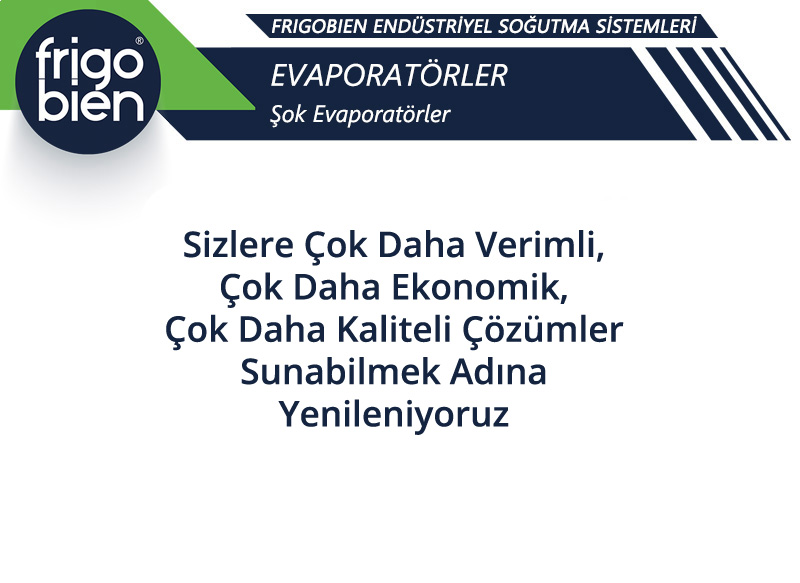 frigo®
bien
FRIGOBIEN ENDÜSTRİYEL SOĞUTMA SİSTEMLERİ
EVAPORATÖRLER
Şok Evaporatörler
Sizlere Çok Daha Verimli,
Çok Daha Ekonomik,
Çok Daha Kaliteli Çözümler
Sunabilmek Adına
Yenileniyoruz